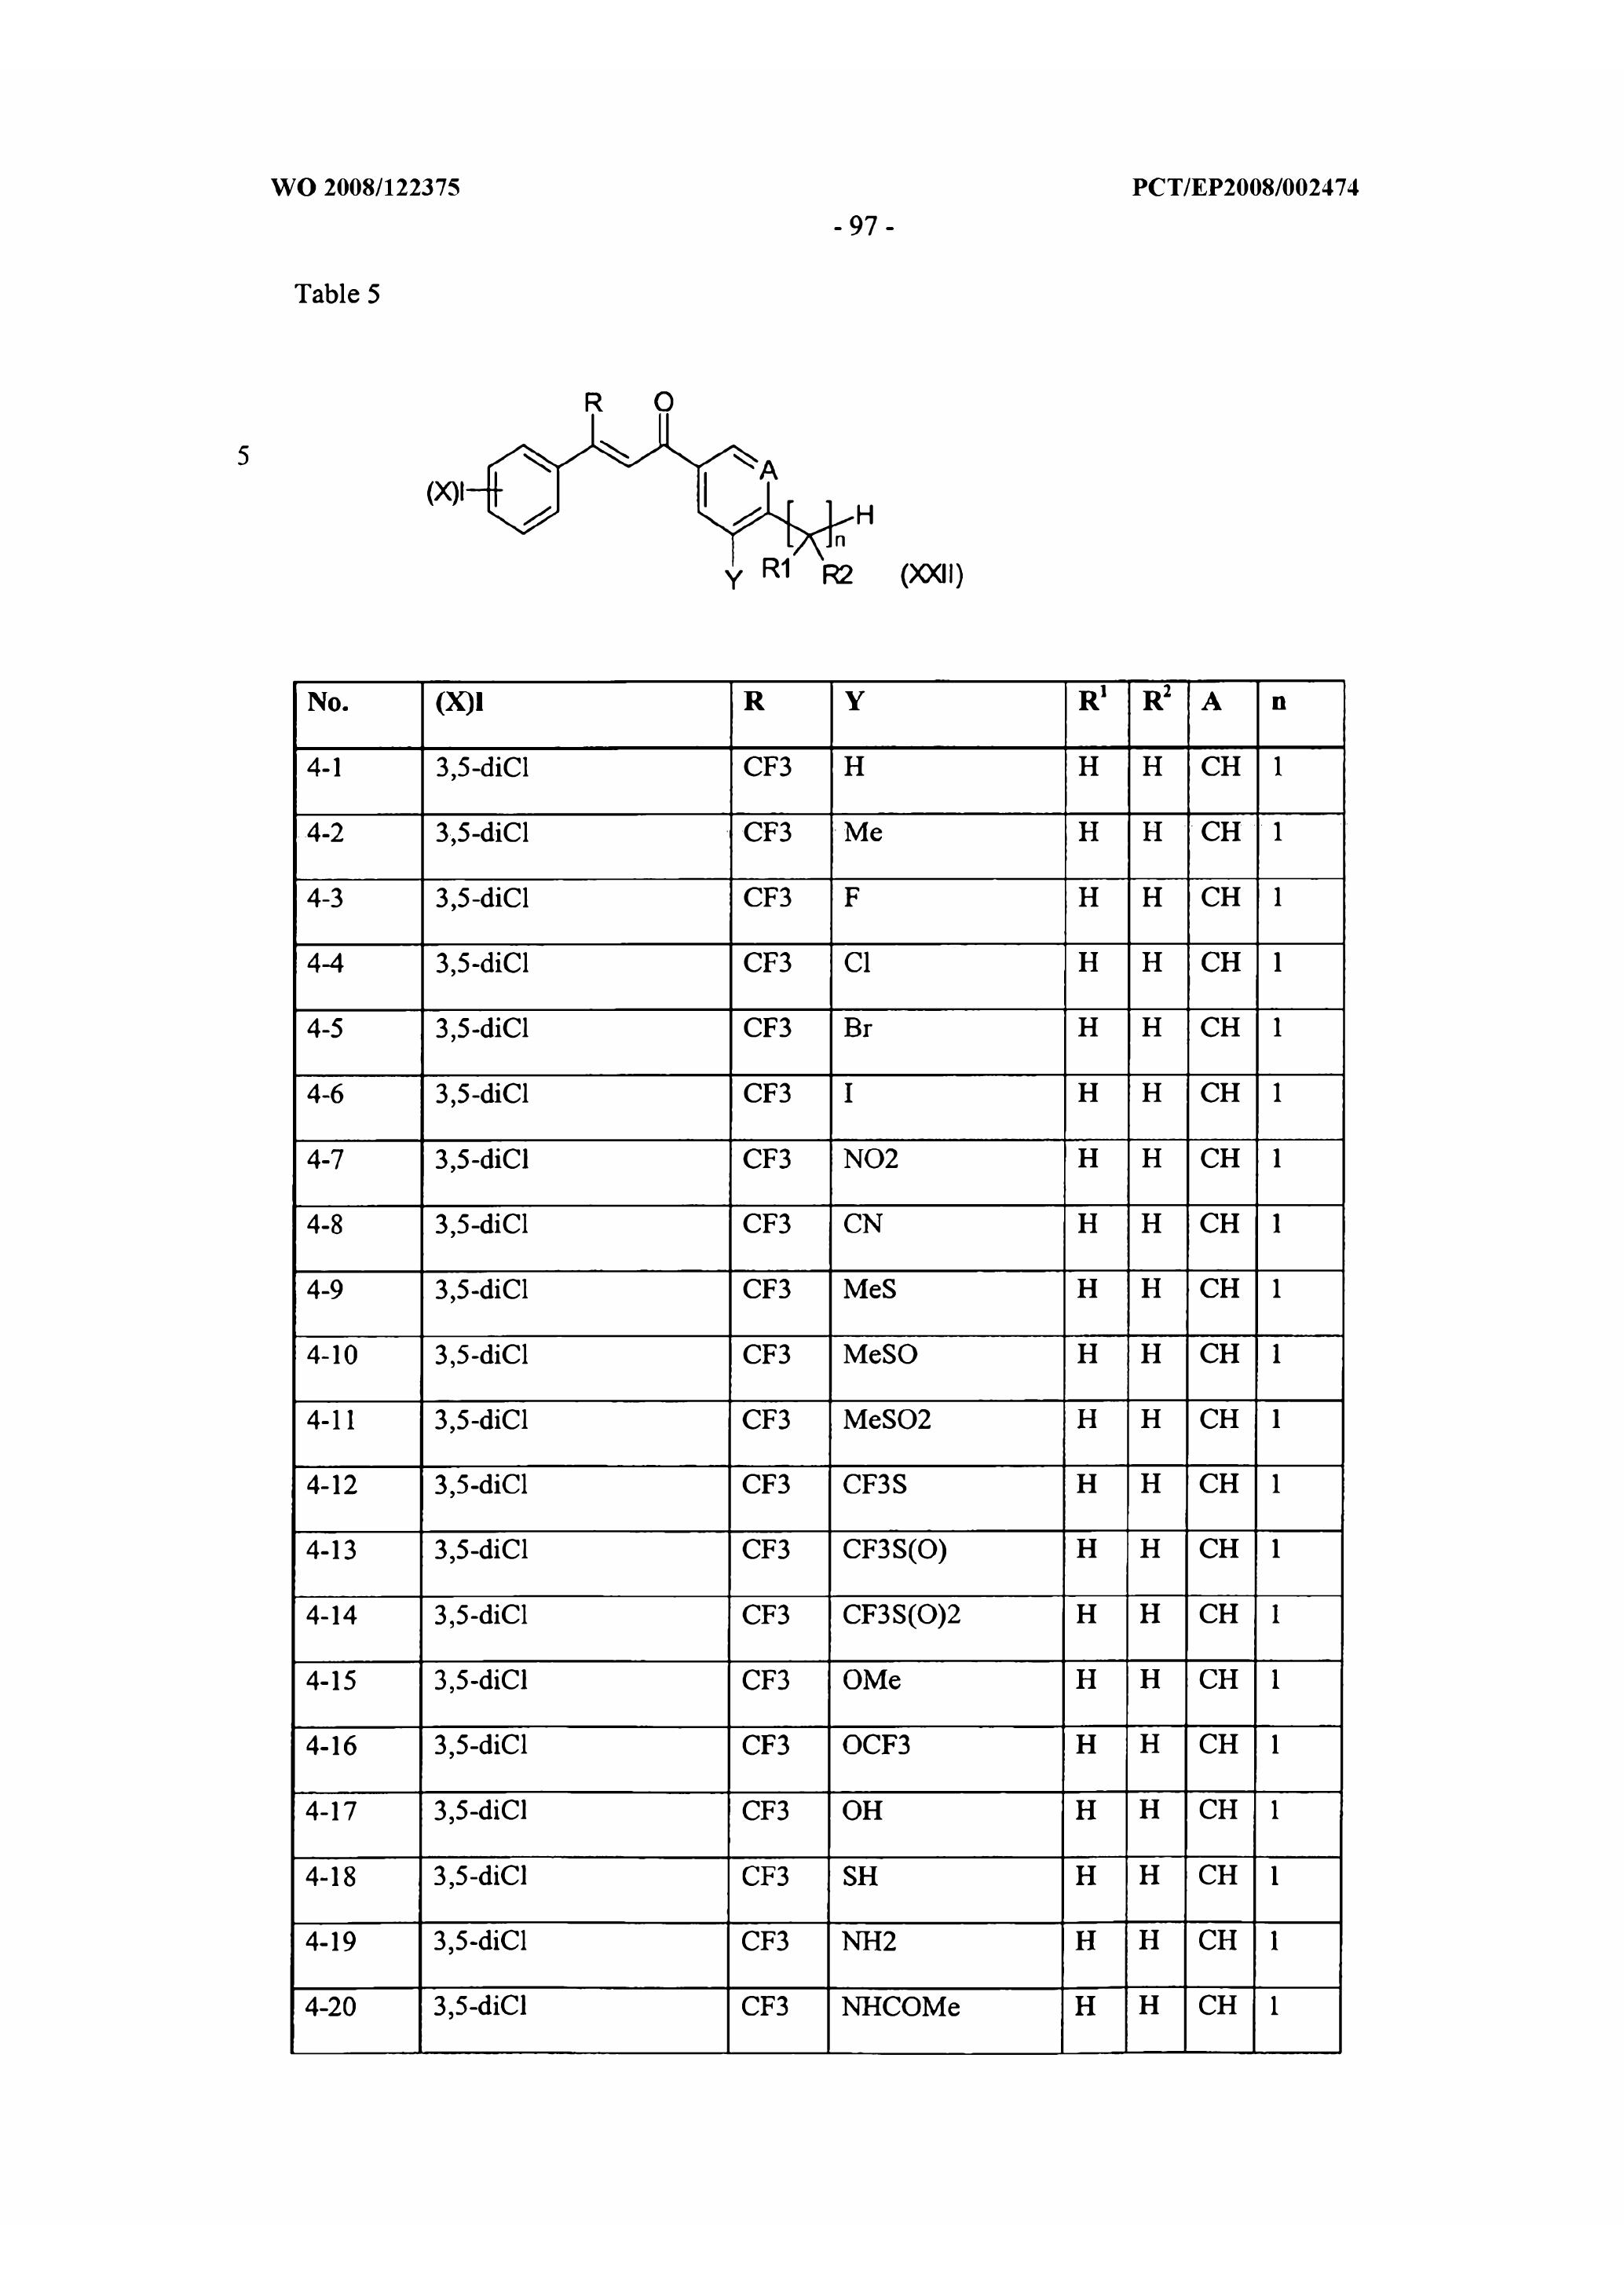 WO 2008/122375 PCT/EP2008/002474
- 97 -
Table 5
R O
5
A
(X)l
H
n
Y R1 R2 (XXII)
No. (X)l R Y R¹ R² A n
4-1 3,5-diCl CF3 H H H CH 1
4-2 3,5-diCl CF3 Me H H CH 1
4-3 3,5-diCl CF3 F H H CH 1
4-4 3,5-diCl CF3 Cl H H CH 1
4-5 3,5-diCl CF3 Br H H CH 1
4-6 3,5-diCl CF3 I H H CH 1
4-7 3,5-diCl CF3 NO2 H H CH 1
4-8 3,5-diCl CF3 CN H H CH 1
4-9 3,5-diCl CF3 MeS H H CH 1
4-10 3,5-diCl CF3 MeSO H H CH 1
4-11 3,5-diCl CF3 MeSO2 H H CH 1
4-12 3,5-diCl CF3 CF3S H H CH 1
4-13 3,5-diCl CF3 CF3S(O) H H CH 1
4-14 3,5-diCl CF3 CF3S(O)2 H H CH 1
4-15 3,5-diCl CF3 OMe H H CH 1
4-16 3,5-diCl CF3 OCF3 H H CH 1
4-17 3,5-diCl CF3 OH H H CH 1
4-18 3,5-diCl CF3 SH H H CH 1
4-19 3,5-diCl CF3 NH2 H H CH 1
4-20 3,5-diCl CF3 NHCOMe H H CH 1